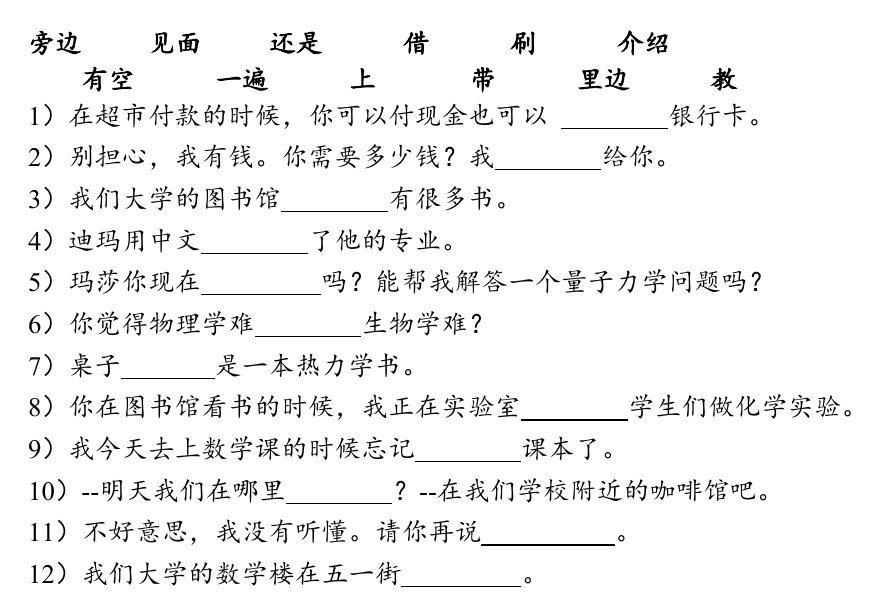 旁边 见面 还是 借 刷 介绍
有空 一遍 上 带 里边 教
1）在超市付款的时候，你可以付现金也可以 ________银行卡。
2）别担心，我有钱。你需要多少钱？我________给你。
3）我们大学的图书馆________有很多书。
4）迪玛用中文________了他的专业。
5）玛莎你现在_________吗？能帮我解答一个量子力学问题吗？
6）你觉得物理学难________生物学难？
7）桌子_______是一本热力学书。
8）你在图书馆看书的时候，我正在实验室________学生们做化学实验。
9）我今天去上数学课的时候忘记________课本了。
10）--明天我们在哪里________？--在我们学校附近的咖啡馆吧。
11）不好意思，我没有听懂。请你再说__________。
12）我们大学的数学楼在五一街_________。